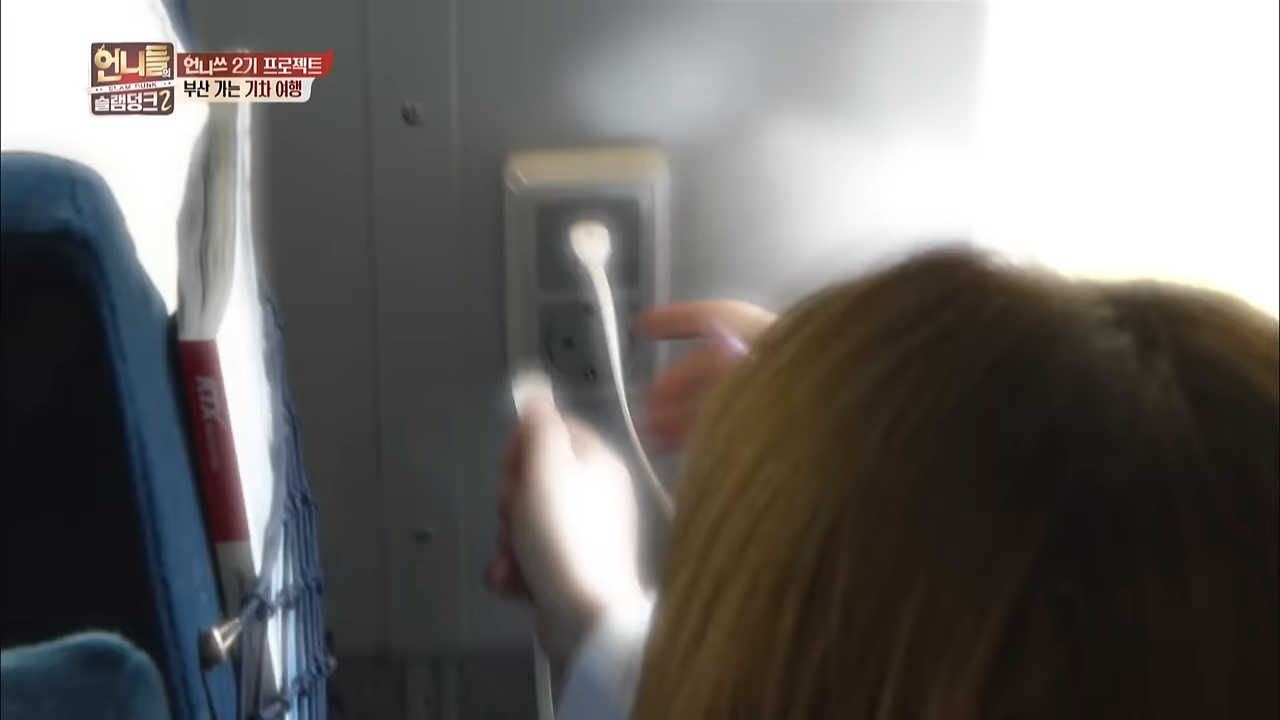 언니들의
SLAM DUNK
슬램덩크2
언니쓰 2기 프로젝트
부산 가는 기차 여행
KTX